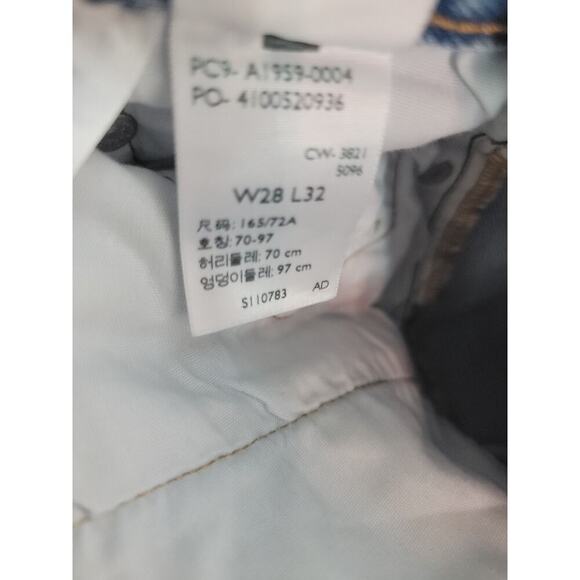 PC9- A1959-0004
PO- 4100520936
CW- 3821
5096
W28 L32
尺码: 165/72A
호칭: 70-97
허리둘레: 70 cm
엉덩이둘레: 97 cm
S110783 AD